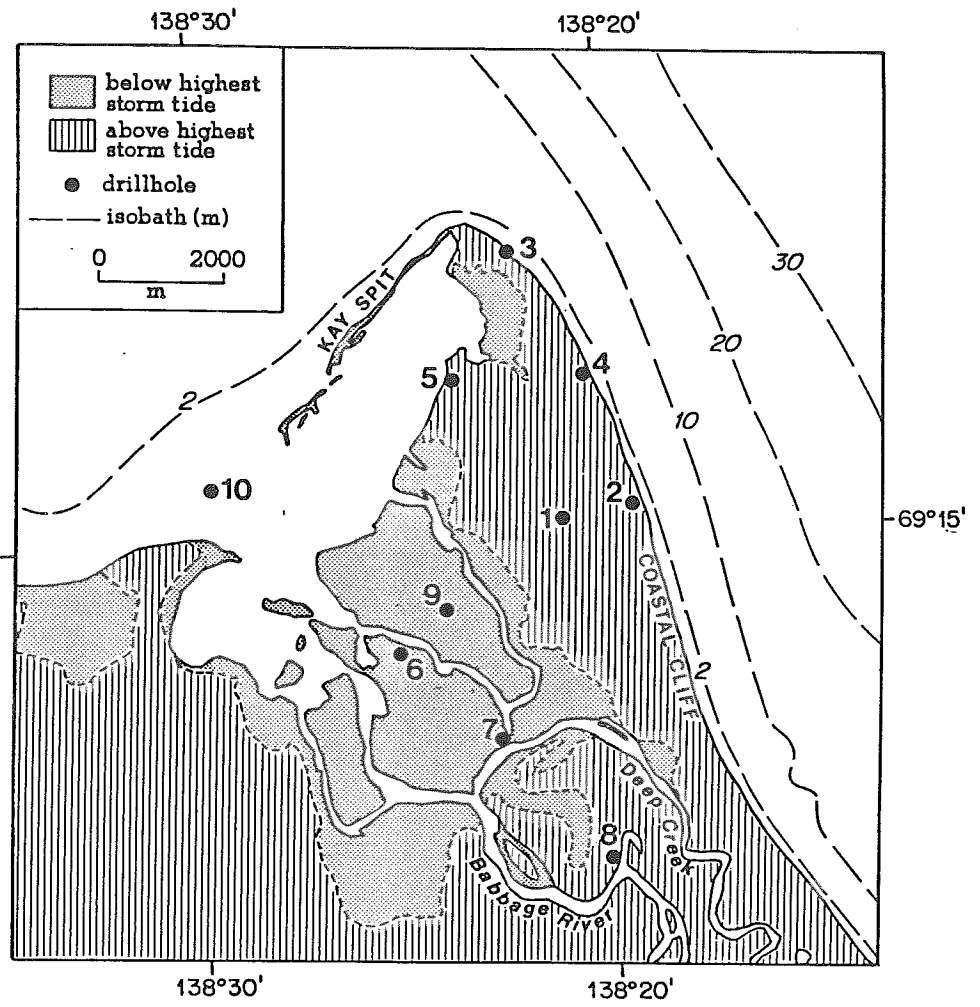 138°30'
138°20'
below highest
storm tide
above highest
storm tide
drillhole
isobath (m)
0 2000
m
3
KAY SPIT
30
20
4
5
2
10
10
2
1
69°15'
COASTAL CLIFF
9
6
2
7
Deep Creek
8
Babbage River
138°30'
138°20'